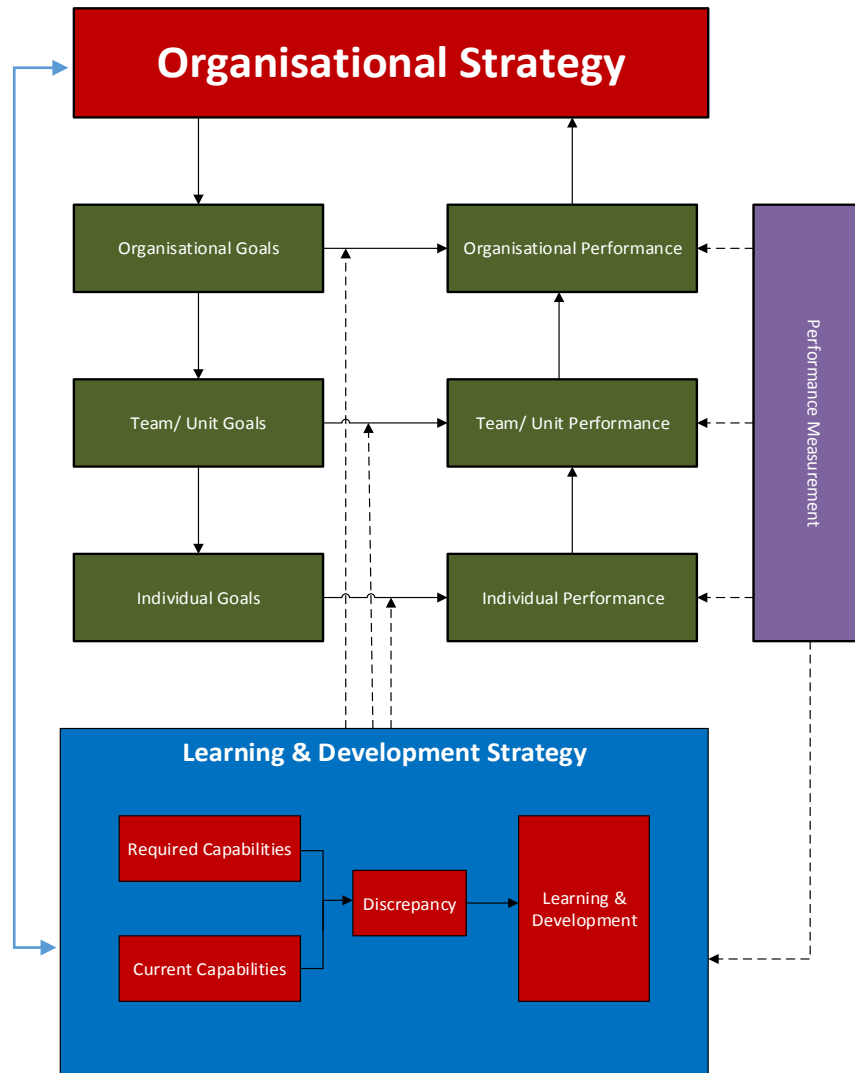 Organisational Strategy
Organisational Goals
Organisational Performance
Team/ Unit Goals
Team/ Unit Performance
Individual Goals
Individual Performance
Performance Measurement
Learning & Development Strategy
Required Capabilities
Current Capabilities
Discrepancy
Learning &
Development